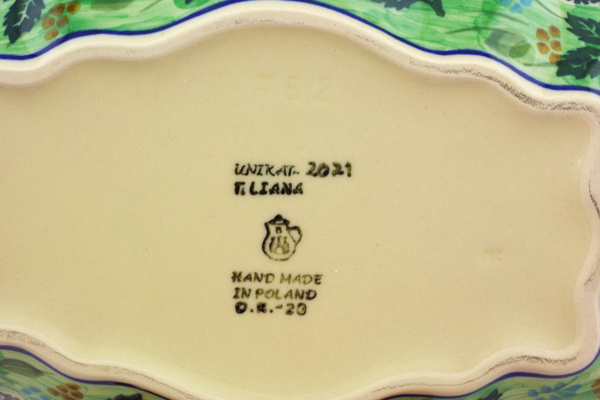 UNIKAT 2021
T. LIANA
HAND MADE
IN POLAND
O.R.-20